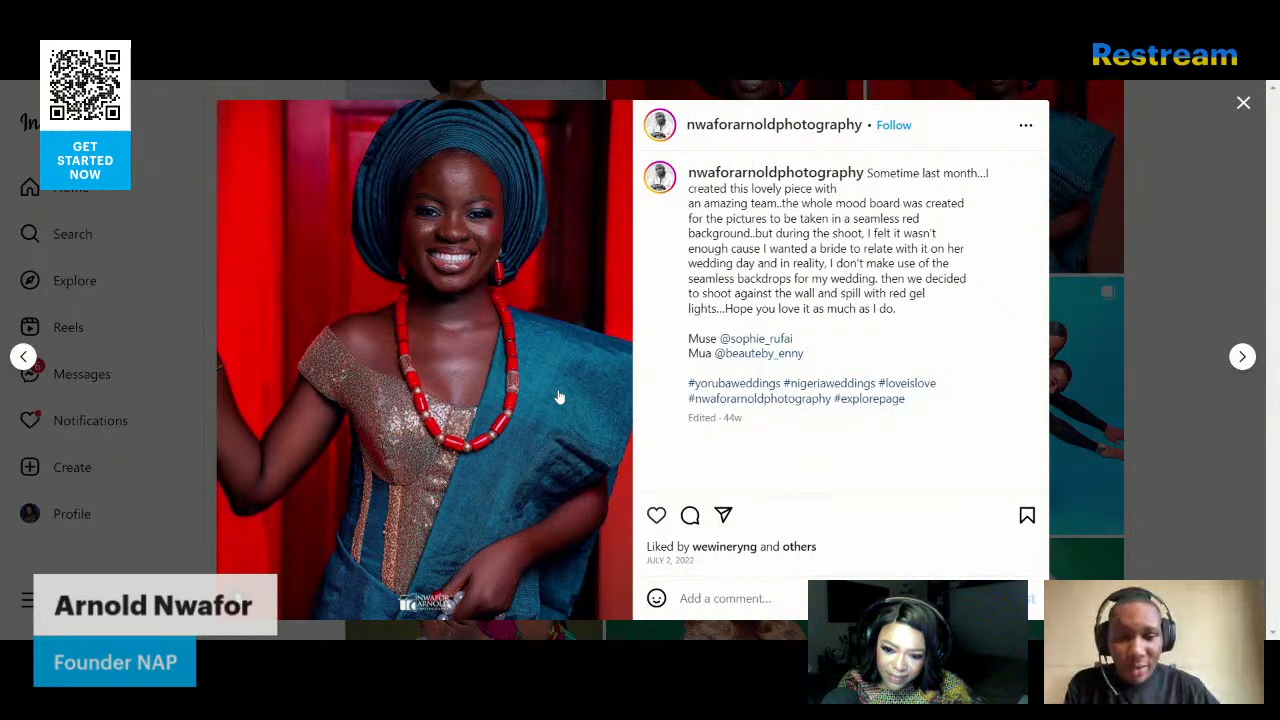 Restream
GET
STARTED
NOW
Home
Search
Explore
Reels
Messages
Notifications
Create
Profile
nwaforarnoldphotography • Follow
nwaforarnoldphotography Sometime last month...I
created this lovely piece with
an amazing team..the whole mood board was created
for the pictures to be taken in a seamless red
background..but during the shoot, I felt it wasn't
enough cause I wanted a bride to relate with it on her
wedding day and in reality, I don't make use of the
seamless backdrops for my wedding. then we decided
to shoot against the wall and spill with red gel
lights...Hope you love it as much as I do.
Muse @sophie_rufai
Mua @beauteby_enny
#yorubaweddings #nigeriaweddings #loveislove
#nwaforarnoldphotography #explorepage
Edited · 44w
Liked by wewineryng and others
JULY 2, 2022
Add a comment...
NWAFOR
ARNOLD
Arnold Nwafor
Founder NAP